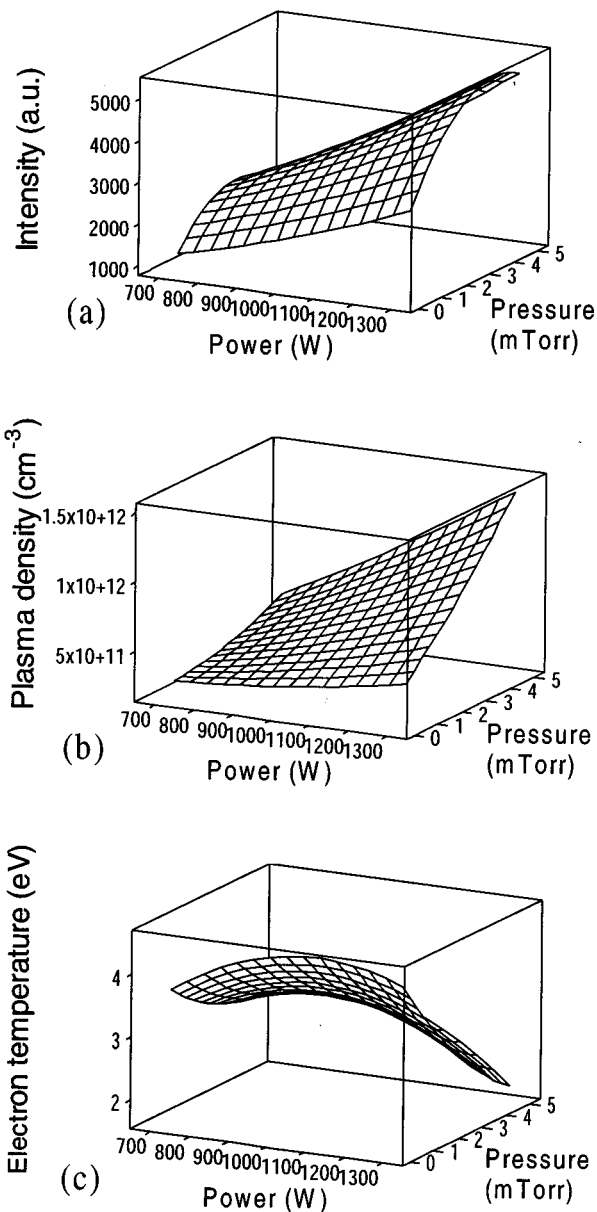 Intensity (a.u.)
5000
4000
3000
2000
1000
700 800 900 1000 1100 1200 1300
Power (W)
0 1 2 3 4 5
Pressure
(mTorr)
(a)
Plasma density (cm⁻³)
1.5x10+12
1x10+12
5x10+11
700 800 900 1000 1100 1200 1300
Power (W)
0 1 2 3 4 5
Pressure
(mTorr)
(b)
Electron temperature (eV)
4
3
2
700 800 900 1000 1100 1200 1300
Power (W)
0 1 2 3 4 5
Pressure
(mTorr)
(c)